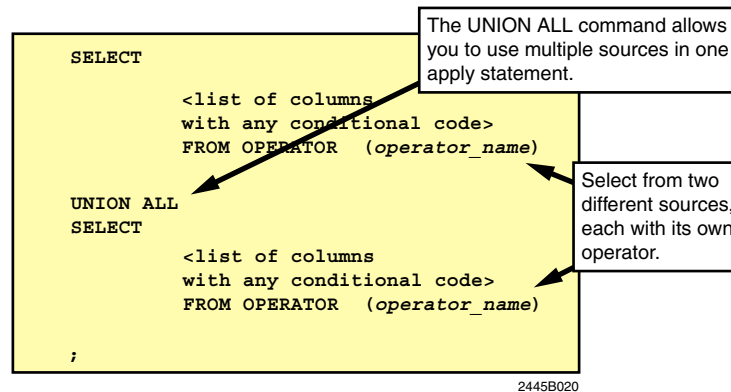 The UNION ALL command allows
you to use multiple sources in one
apply statement.
SELECT
<list of columns
with any conditional code>
FROM OPERATOR (operator_name)
Select from two
different sources,
each with its own
operator.
UNION ALL
SELECT
<list of columns
with any conditional code>
FROM OPERATOR (operator_name)
;
2445B020